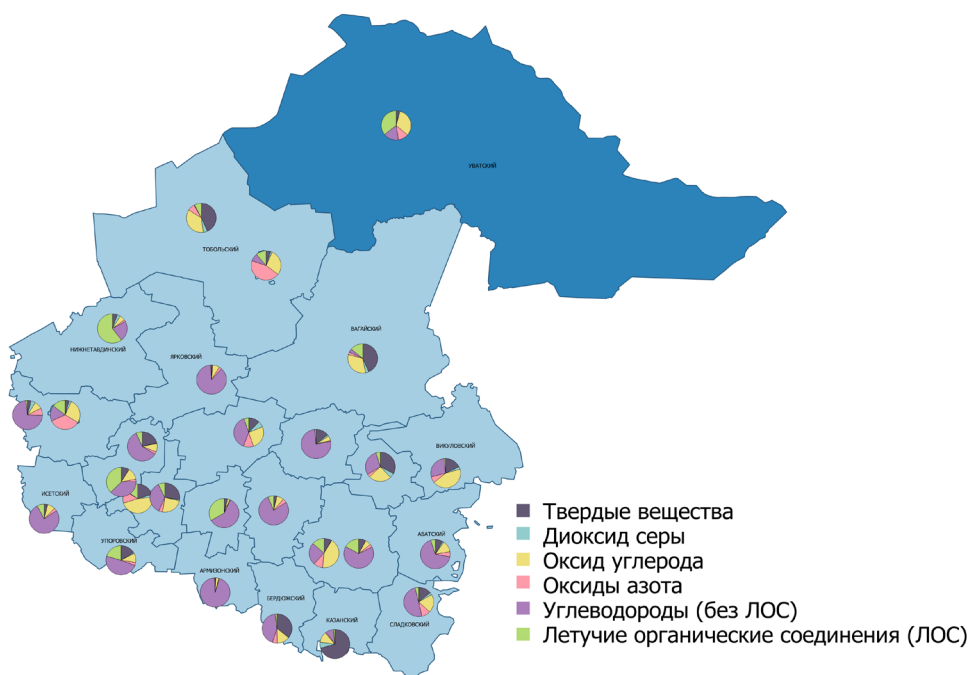 УВАТСКИЙ
ТОБОЛЬСКИЙ
ВАГАЙСКИЙ
НИЖНЕТАВДИНСКИЙ
ЯРКОВСКИЙ
ВИКУЛОВСКИЙ
ИСЕТСКИЙ
УПОРОВСКИЙ
АБАТСКИЙ
АРМИЗОНСКИЙ
БЕРДЮЖСКИЙ
КАЗАНСКИЙ
СЛАДКОВСКИЙ
Твердые вещества
Диоксид серы
Оксид углерода
Оксиды азота
Углеводороды (без ЛОС)
Летучие органические соединения (ЛОС)